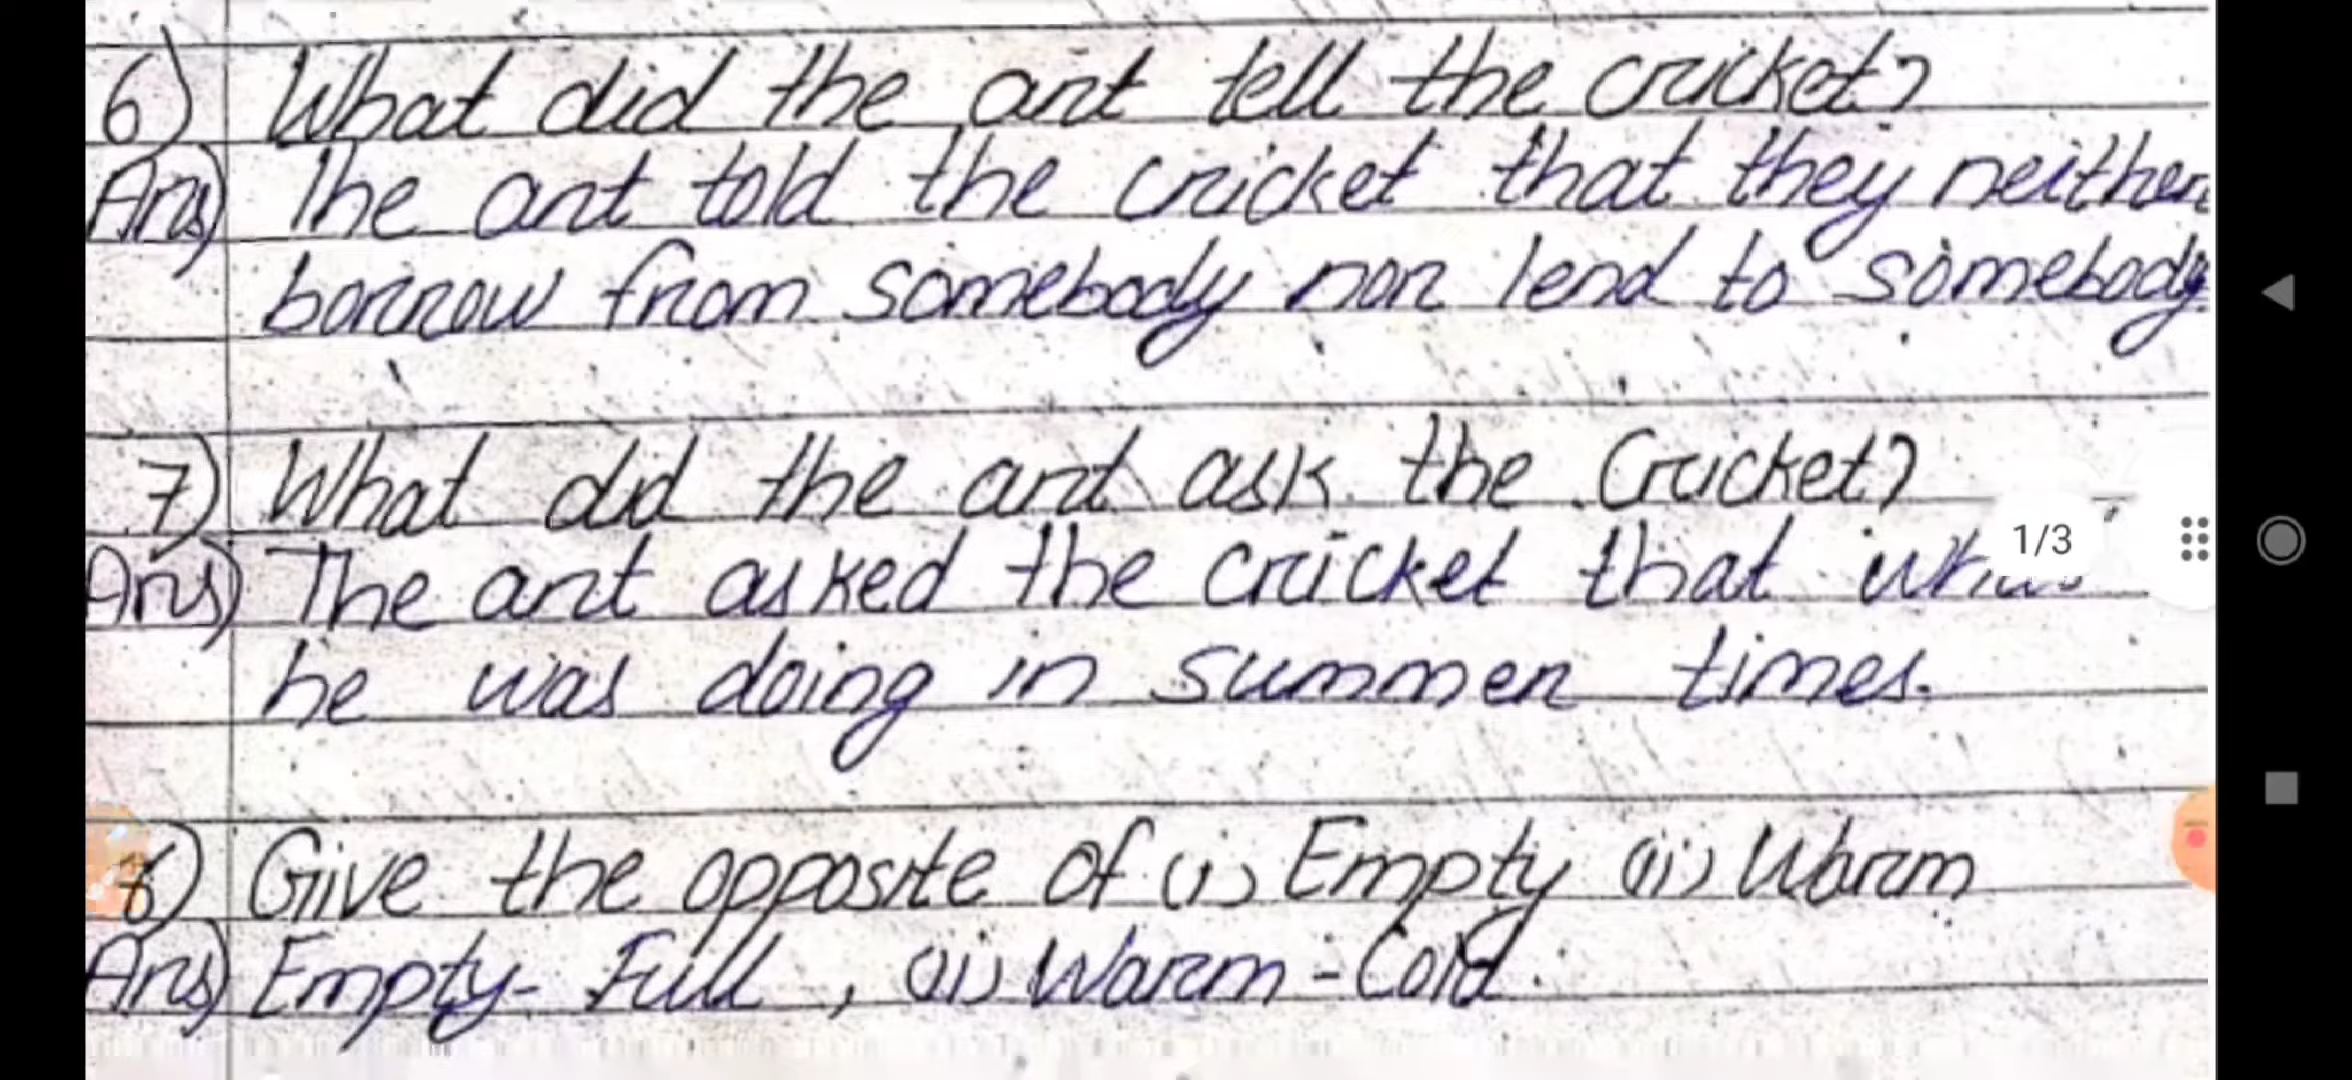 6) What did the ant tell the cricket?
Ans) The ant told the cricket that they neither
borrow from somebody nor lend to somebody.
7) What did the ant ask the Cricket?
Ans) The ant asked the cricket that what
1/3
he was doing in summer times.
8) Give the opposite of (i) Empty (ii) Warm
Ans) Empty - Full, (ii) Warm - Cold.